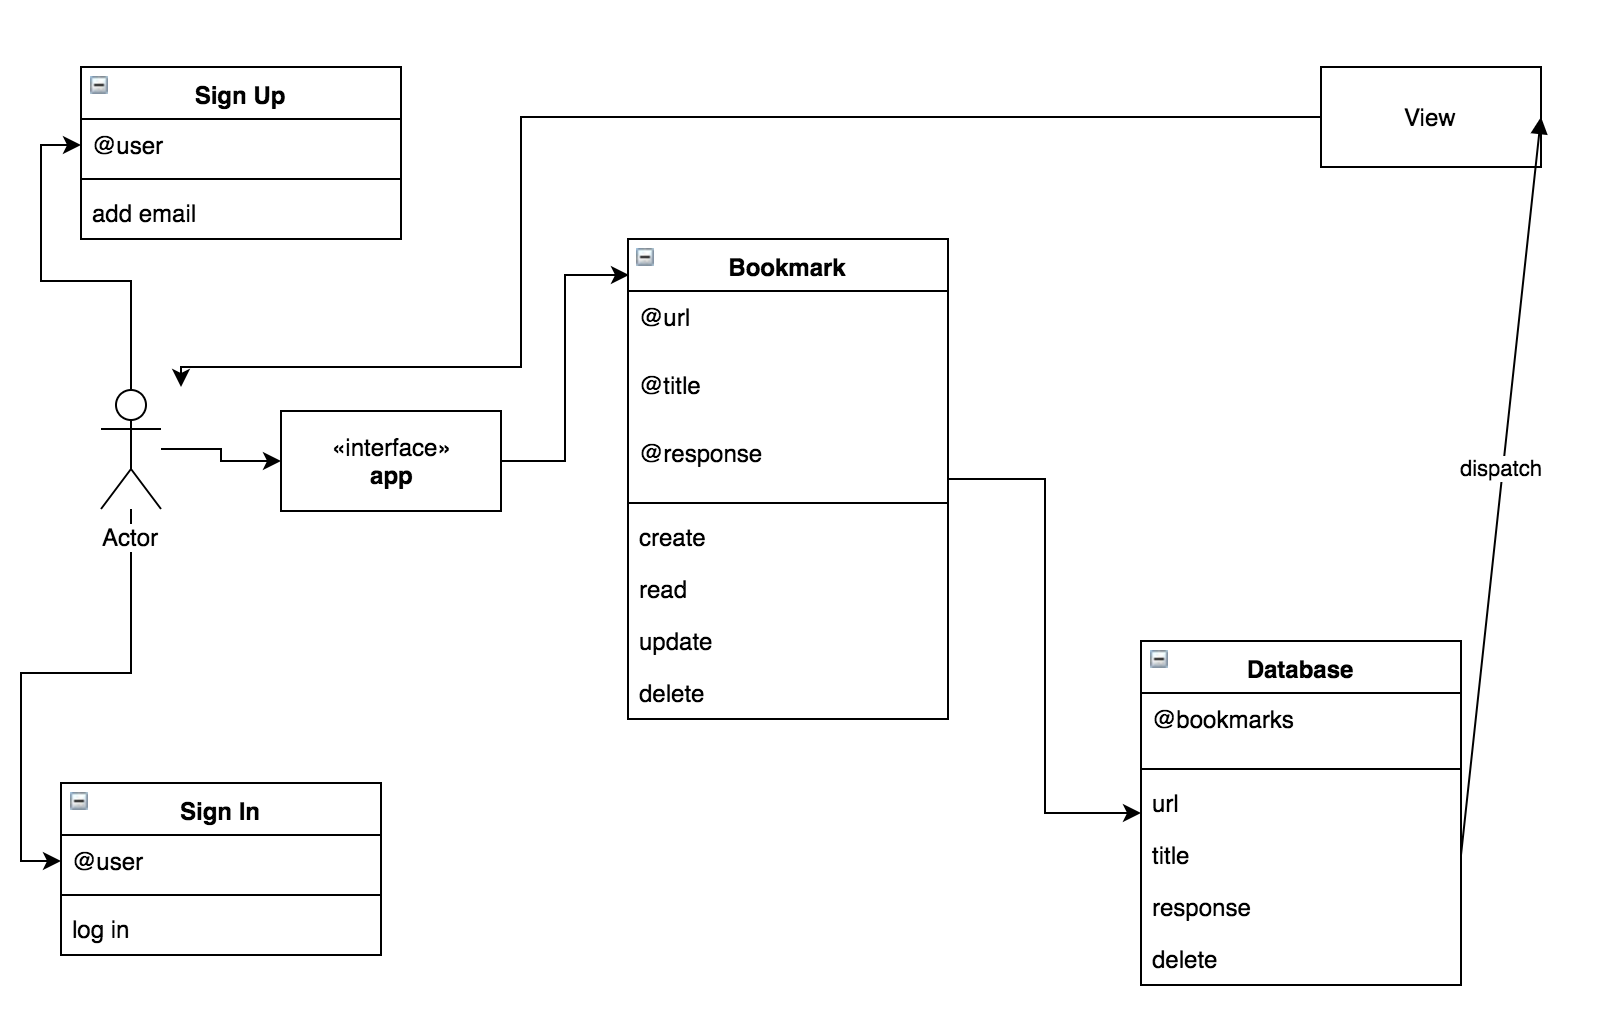 Sign Up
@user
add email
View
Bookmark
@url
@title
@response
create
read
update
delete
«interface»
app
Actor
dispatch
Database
@bookmarks
url
title
response
delete
Sign In
@user
log in